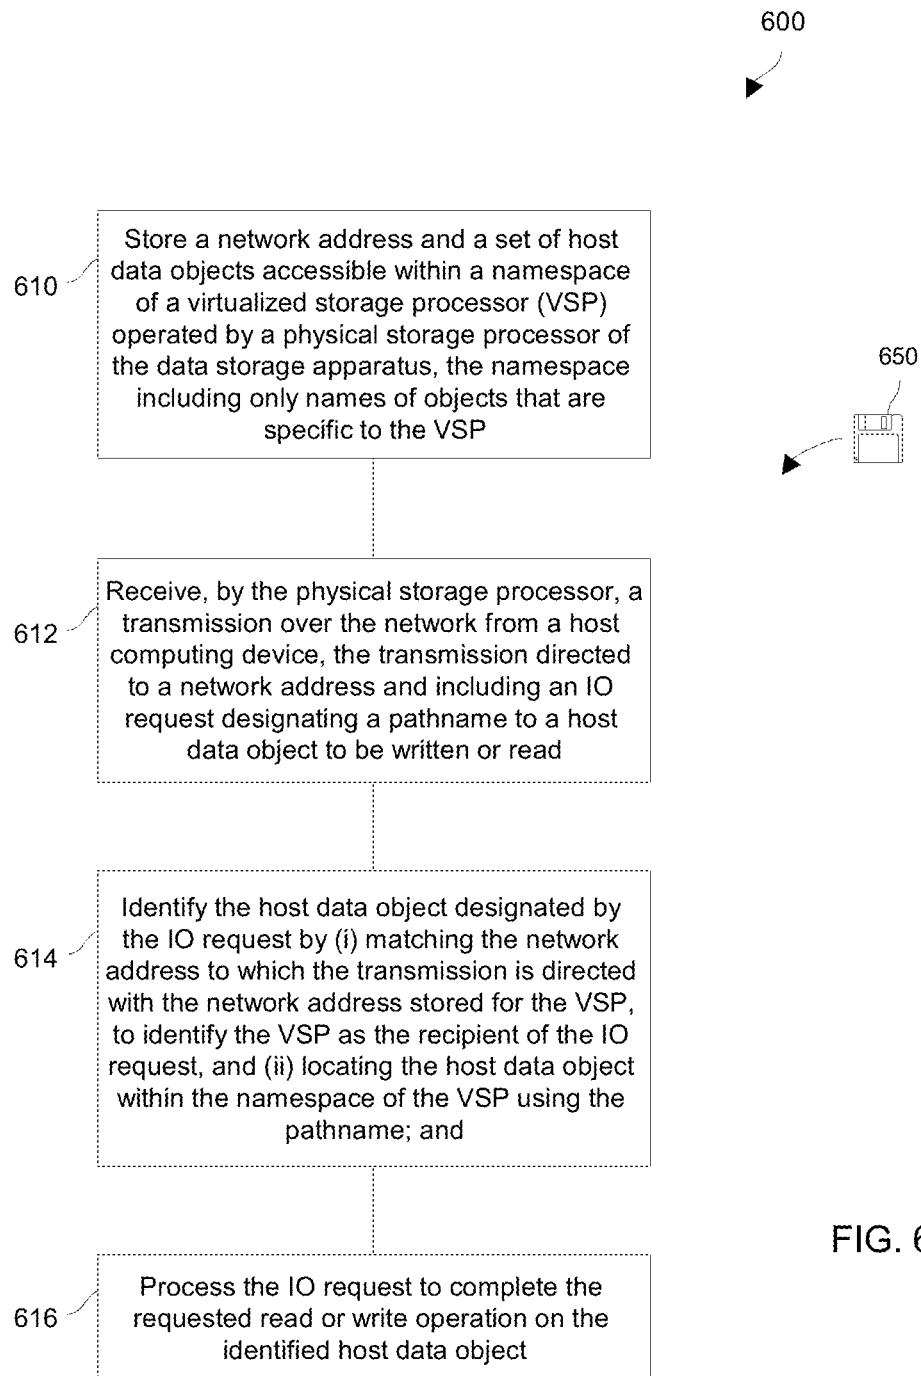 600
Store a network address and a set of host
data objects accessible within a namespace
of a virtualized storage processor (VSP)
operated by a physical storage processor of
the data storage apparatus, the namespace
including only names of objects that are
specific to the VSP
610
650
Receive, by the physical storage processor, a
transmission over the network from a host
computing device, the transmission directed
to a network address and including an IO
request designating a pathname to a host
data object to be written or read
612
Identify the host data object designated by
the IO request by (i) matching the network
address to which the transmission is directed
with the network address stored for the VSP,
to identify the VSP as the recipient of the IO
request, and (ii) locating the host data object
within the namespace of the VSP using the
pathname; and
614
FIG. 6
Process the IO request to complete the
requested read or write operation on the
identified host data object
616